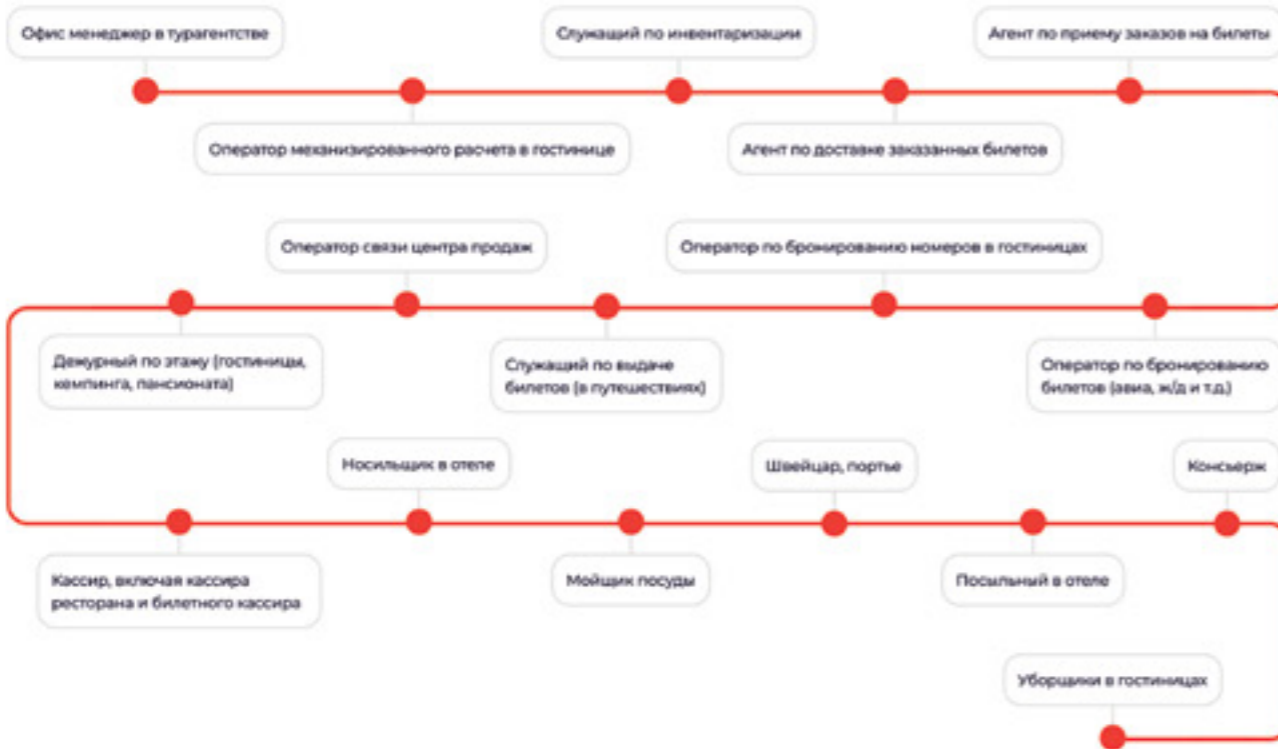 Офис менеджер в турагентстве
Служащий по инвентаризации
Агент по приему заказов на билеты
Оператор механизированного расчета в гостинице
Агент по доставке заказанных билетов
Оператор связи центра продаж
Оператор по бронированию номеров в гостиницах
Дежурный по этажу (гостиницы,
кемпинга, пансионата)
Служащий по выдаче
билетов (в путешествиях)
Оператор по бронированию
билетов (авиа, ж/д и т.д.)
Носильщик в отеле
Швейцар, портье
Консьерж
Кассир, включая кассира
ресторана и билетного кассира
Мойщик посуды
Посыльный в отеле
Уборщики в гостиницах